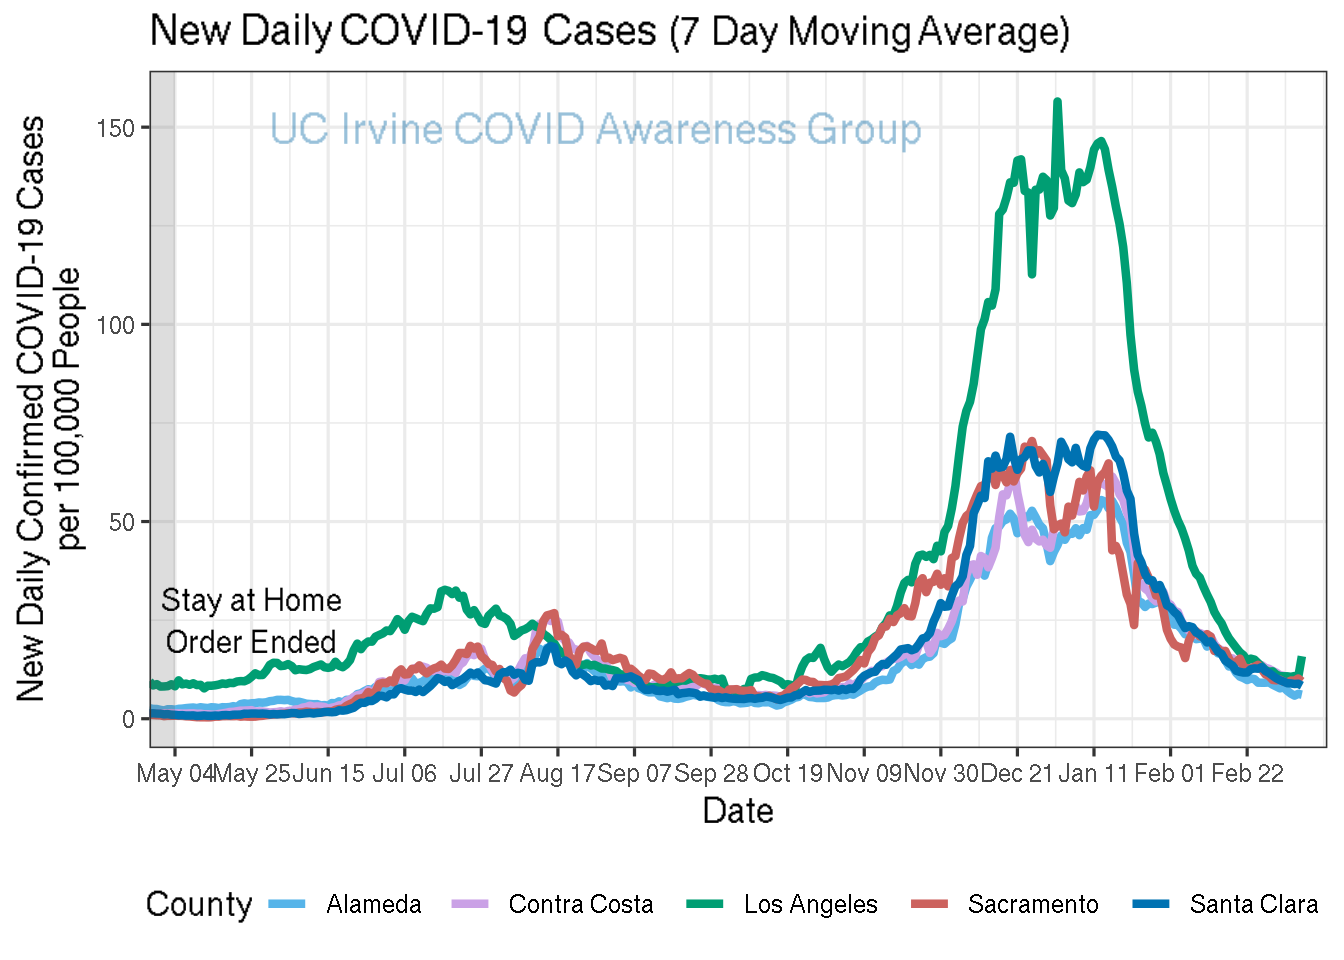 New Daily COVID-19 Cases (7 Day Moving Average)
UC Irvine COVID Awareness Group
New Daily Confirmed COVID-19 Cases
per 100,000 People
150
100
50
0
Stay at Home
Order Ended
May 04 May 25 Jun 15 Jul 06 Jul 27 Aug 17 Sep 07 Sep 28 Oct 19 Nov 09 Nov 30 Dec 21 Jan 11 Feb 01 Feb 22
Date
County Alameda Contra Costa Los Angeles Sacramento Santa Clara